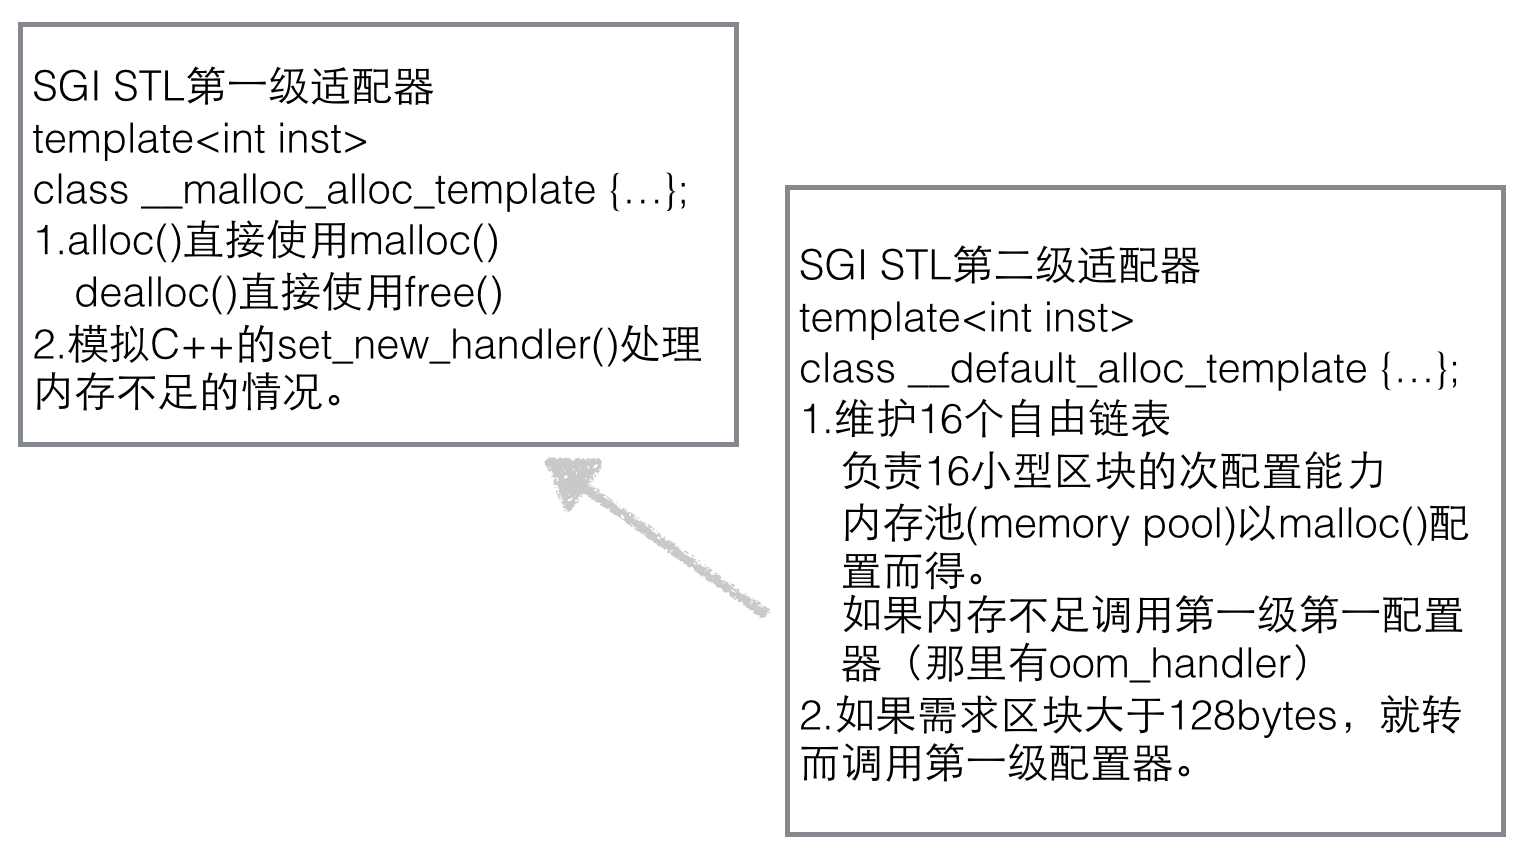 SGI STL第一级适配器
template<int inst>
class __malloc_alloc_template {…};
1.alloc()直接使用malloc()
dealloc()直接使用free()
2.模拟C++的set_new_handler()处理
内存不足的情况。
SGI STL第二级适配器
template<int inst>
class __default_alloc_template {…};
1.维护16个自由链表
负责16小型区块的次配置能力
内存池(memory pool)以malloc()配
置而得。
如果内存不足调用第一级第一配置
器（那里有oom_handler）
2.如果需求区块大于128bytes，就转
而调用第一级配置器。